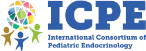 ICPE
International Consortium of
Pediatric Endocrinology